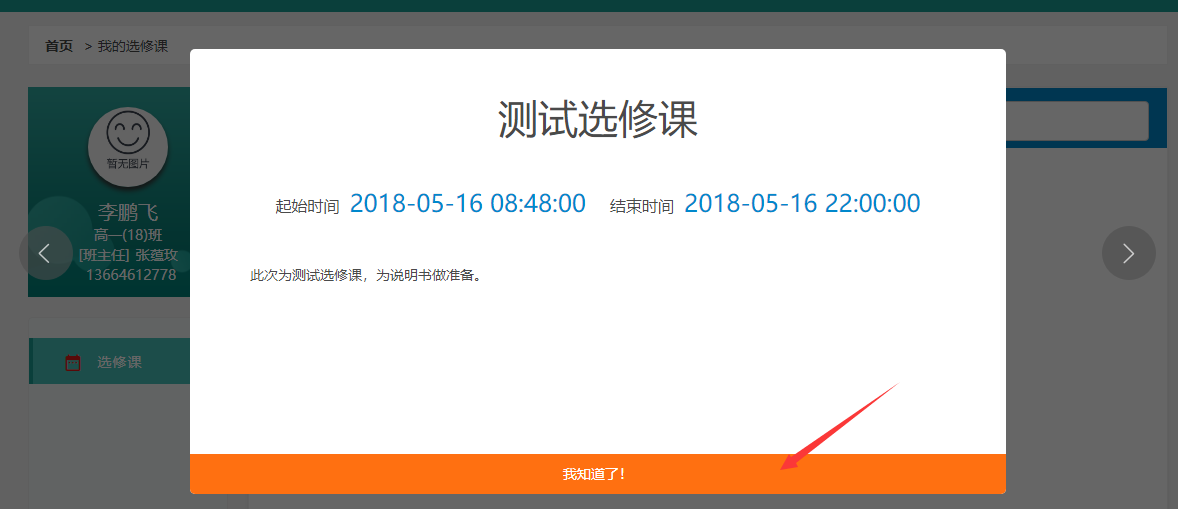 首页 > 我的选修课
测试选修课
暂无图片
起始时间 2018-05-16 08:48:00 结束时间 2018-05-16 22:00:00
李鹏飞
高一(18)班
[班主任] 张蕴玫
13664612778
此次为测试选修课，为说明书做准备。
选修课
我知道了!